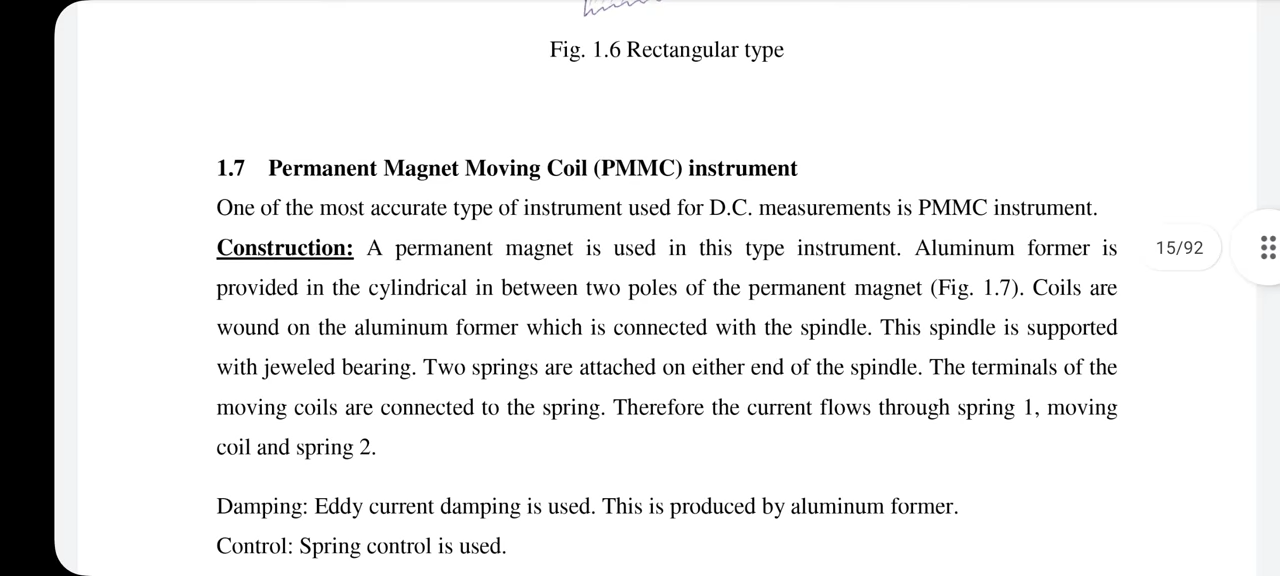 Fig. 1.6 Rectangular type
1.7 Permanent Magnet Moving Coil (PMMC) instrument
One of the most accurate type of instrument used for D.C. measurements is PMMC instrument.
Construction: A permanent magnet is used in this type instrument. Aluminum former is
15/92
provided in the cylindrical in between two poles of the permanent magnet (Fig. 1.7). Coils are
wound on the aluminum former which is connected with the spindle. This spindle is supported
with jeweled bearing. Two springs are attached on either end of the spindle. The terminals of the
moving coils are connected to the spring. Therefore the current flows through spring 1, moving
coil and spring 2.
Damping: Eddy current damping is used. This is produced by aluminum former.
Control: Spring control is used.